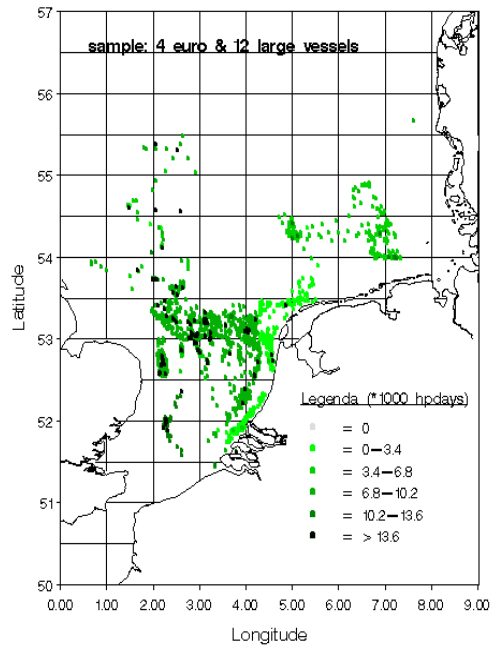 57
sample: 4 euro & 12 large vessels
56
55
54
Latitude
53
Legenda (*1000 hpdays)
= 0
52
= 0-3.4
= 3.4-6.8
51
= 6.8-10.2
= 10.2-13.6
= > 13.6
50
0.00 1.00 2.00 3.00 4.00 5.00 6.00 7.00 8.00 9.00
Longitude